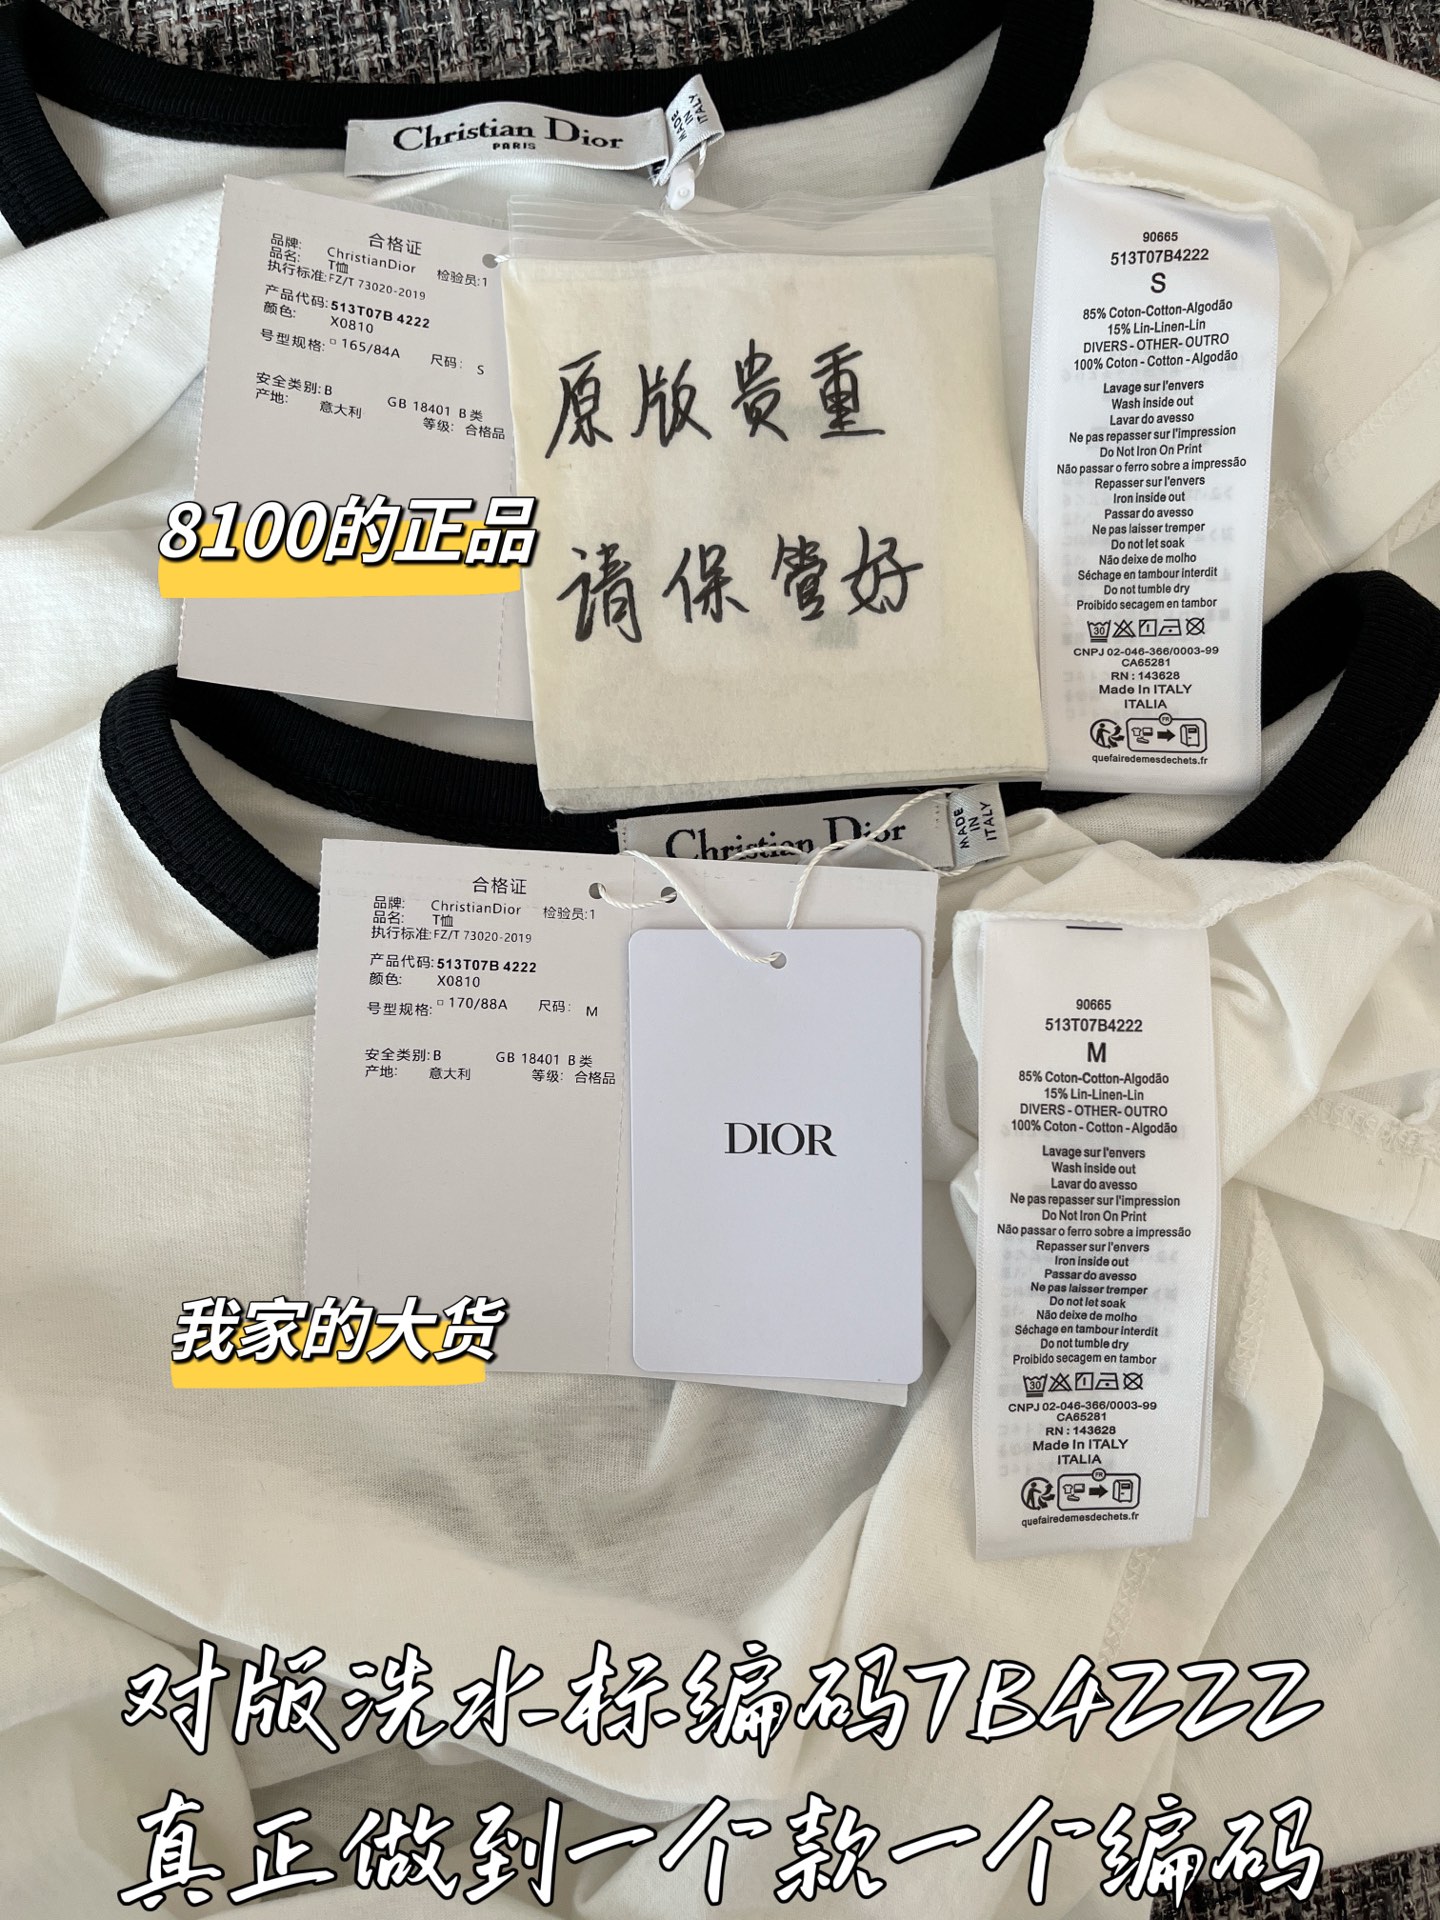 Christian Dior
PARIS
MADE
IN
ITALY
合格证
品牌: ChristianDior 检验员:1
品名: T恤
执行标准:FZ/T 73020-2019
产品代码:513T07B 4222
颜色: X0810
号型规格:□ 165/84A 尺码: S
安全类别:B GB 18401 B类
产地: 意大利 等级: 合格品
原版贵重
请保管好
90665
513T07B4222
S
85% Coton-Cotton-Algodão
15% Lin-Linen-Lin
DIVERS - OTHER- OUTRO
100% Coton - Cotton - Algodão
Lavage sur l'envers
Wash inside out
Lavar do avesso
Ne pas repasser sur l'impression
Do Not Iron On Print
Não passar o ferro sobre a impressão
Repasser sur l'envers
Iron inside out
Passar do avesso
Ne pas laisser tremper
Do not let soak
Não deixe de molho
Séchage en tambour interdit
Do not tumble dry
Proibido secagem en tambor
30
CNPJ 02-046-366/0003-99
CA65281
RN : 143628
Made In ITALY
ITALIA
FR
quefairedemesdechets.fr
8100的正品
Christian Dior
MADE
IN
ITALY
合格证
品牌: ChristianDior 检验员:1
品名: T恤
执行标准:FZ/T 73020-2019
产品代码:513T07B 4222
颜色: X0810
号型规格:□ 170/88A 尺码: M
安全类别:B GB 18401 B类
产地: 意大利 等级: 合格品
DIOR
90665
513T07B4222
M
85% Coton-Cotton-Algodão
15% Lin-Linen-Lin
DIVERS - OTHER- OUTRO
100% Coton - Cotton - Algodão
Lavage sur l'envers
Wash inside out
Lavar do avesso
Ne pas repasser sur l'impression
Do Not Iron On Print
Não passar o ferro sobre a impressão
Repasser sur l'envers
Iron inside out
Passar do avesso
Ne pas laisser tremper
Do not let soak
Não deixe de molho
Séchage en tambour interdit
Do not tumble dry
Proibido secagem en tambor
30
CNPJ 02-046-366/0003-99
CA65281
RN : 143628
Made In ITALY
ITALIA
FR
quefairedemesdechets.fr
我家的大货
对版洗水标编码7B4222
真正做到一个款一个编码